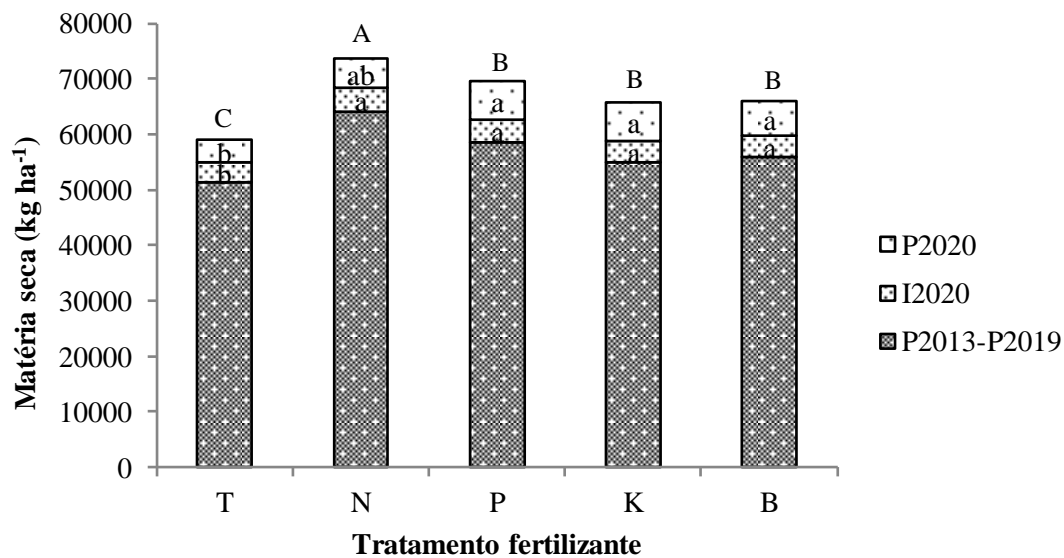 80000
70000
60000
50000
40000
30000
20000
10000
0
Matéria seca (kg ha-1)
C
A
B
B
B
b
ab
a
a
a
b
a
a
a
a
P2020
I2020
P2013-P2019
T
N
P
K
B
Tratamento fertilizante